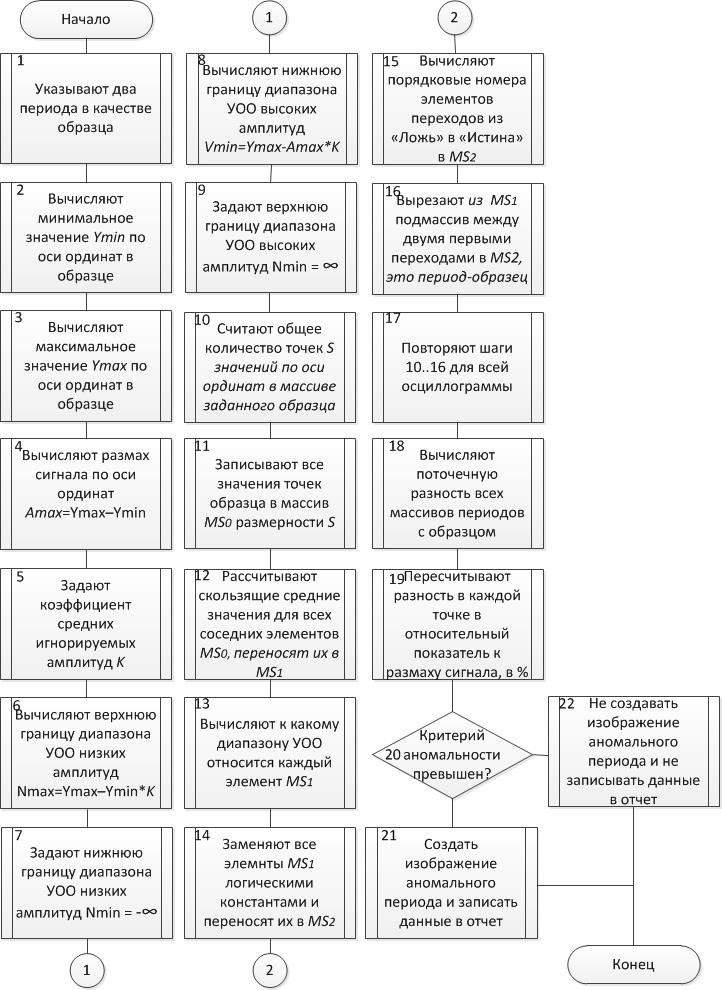 Начало
1
Указывают два
периода в качестве
образца
2
Вычисляют
минимальное
значение Ymin по
оси ординат в
образце
3
Вычисляют
максимальное
значение Ymax по
оси ординат в
образце
4
Вычисляют размах
сигнала по оси
ординат
Amax=Ymax–Ymin
5
Задают
коэффициент
средних
игнорируемых
амплитуд K
6
Вычисляют верхнюю
границу диапазона
УОО низких
амплитуд
Nmax=Ymax–Ymin*K
7
Задают нижнюю
границу диапазона
УОО низких
амплитуд Nmin = -∞
1
1
8
Вычисляют нижнюю
границу диапазона
УОО высоких
амплитуд
Vmin=Ymax-Amax*K
9
Задают верхнюю
границу диапазона
УОО высоких
амплитуд Nmin = ∞
10
Считают общее
количество точек S
значений по оси
ординат в массиве
заданного образца
11
Записывают все
значения точек
образца в массив
MS0 размерности S
12
Рассчитывают
скользящие средние
значения для всех
соседних элементов
MS0, переносят их в
MS1
13
Вычисляют к какому
диапазону УОО
относится каждый
элемент MS1
14
Заменяют все
элемнты MS1
логическими
константами и
переносят их в MS2
2
2
15
Вычисляют
порядковые номера
элементов
переходов из
«Ложь» в «Истина»
в MS2
16
Вырезают из MS1
подмассив между
двумя первыми
переходами в MS2,
это период-образец
17
Повторяют шаги
10..16 для всей
осциллограммы
18
Вычисляют
поточечную
разность всех
массивов периодов
с образцом
19
Пересчитывают
разность в каждой
точке в
относительный
показатель к
размаху сигнала, в %
20
Критерий
аномальности
превышен?
21
Создать
изображение
аномального
периода и записать
данные в отчет
22
Не создавать
изображение
аномального
периода и не
записывать данные
в отчет
Конец